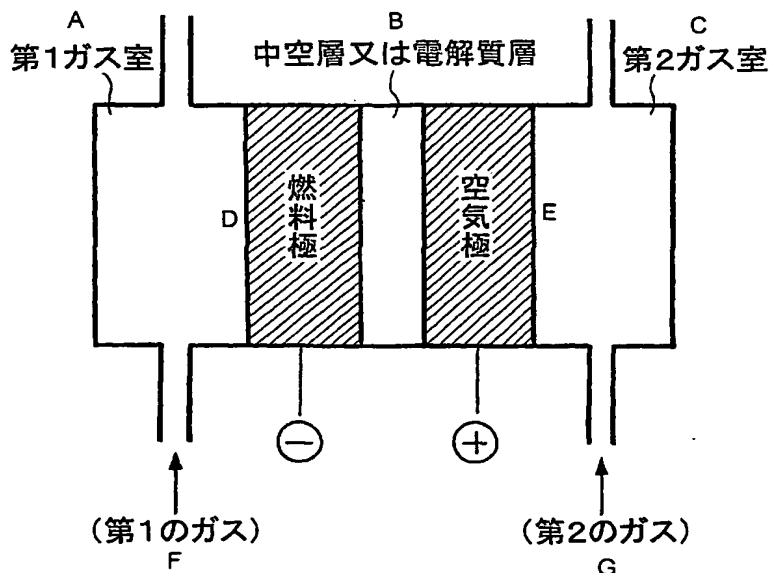 A
第1ガス室
B
中空層又は電解質層
C
第2ガス室
D
燃料極
空気極
E
－
＋
(第1のガス)
F
(第2のガス)
G